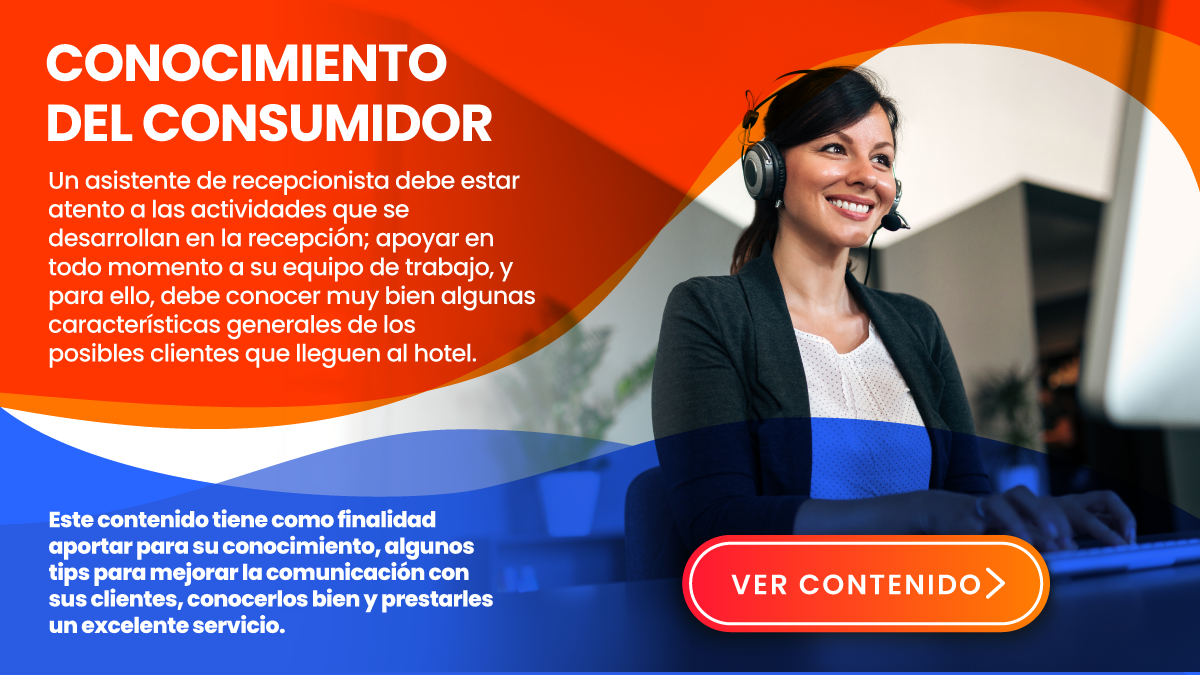 CONOCIMIENTO
DEL CONSUMIDOR
Un asistente de recepcionista debe estar
atento a las actividades que se
desarrollan en la recepción; apoyar en
todo momento a su equipo de trabajo, y
para ello, debe conocer muy bien algunas
características generales de los
posibles clientes que lleguen al hotel.
Este contenido tiene como finalidad
aportar para su conocimiento, algunos
tips para mejorar la comunicación con
sus clientes, conocerlos bien y prestarles
un excelente servicio.
VER CONTENIDO